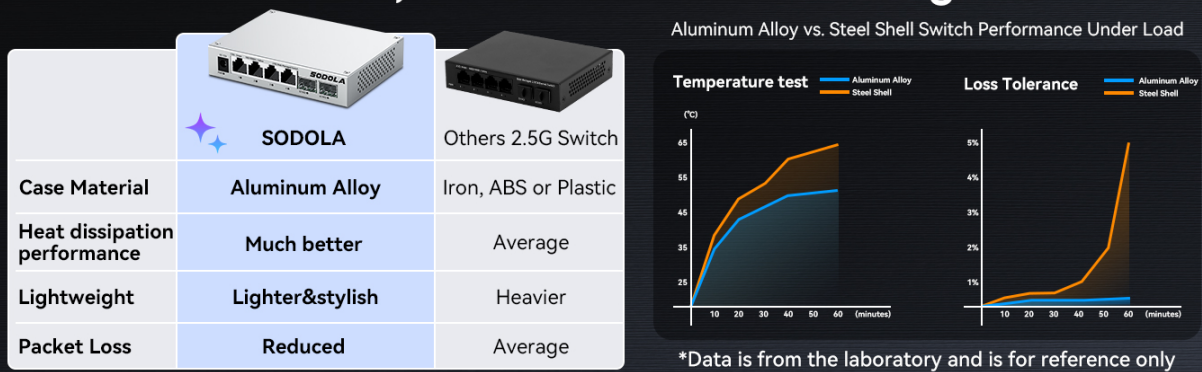 SODOLA
SODOLA
Others 2.5G Switch
Case Material
Aluminum Alloy
Iron, ABS or Plastic
Heat dissipation
performance
Much better
Average
Lightweight
Lighter&stylish
Heavier
Packet Loss
Reduced
Average
Aluminum Alloy vs. Steel Shell Switch Performance Under Load
Temperature test
Aluminum Alloy
Steel Shell
(℃)
65
55
45
35
25
10 20 30 40 50 60 (minutes)
Loss Tolerance
Aluminum Alloy
Steel Shell
5%
4%
3%
2%
1%
10 20 30 40 50 60 (minutes)
*Data is from the laboratory and is for reference only